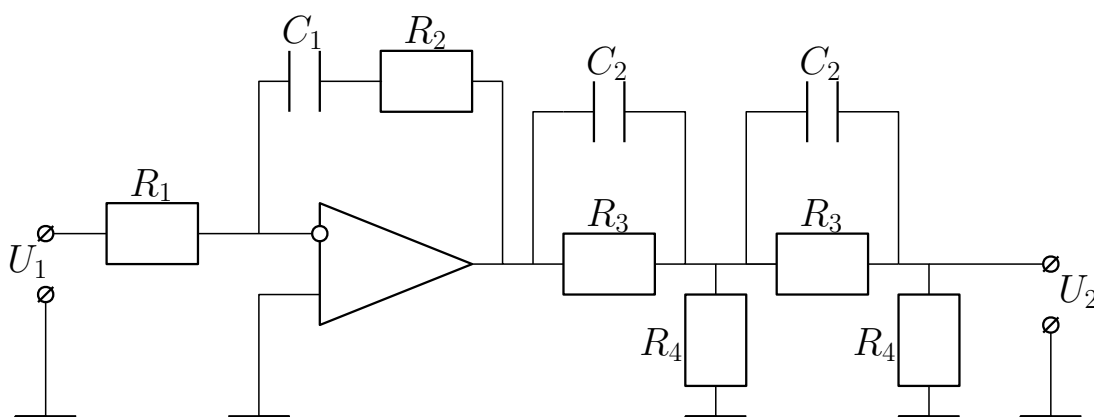 C₁
R₂
C₂
C₂
R₁
R₃
R₃
U₁
U₂
R₄
R₄